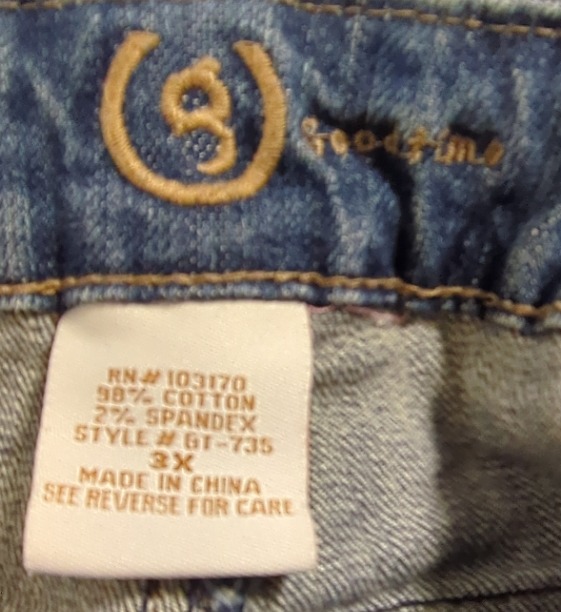 g
Goodtime
RN# 103170
98% COTTON
2% SPANDEX
STYLE # GT-735
3X
MADE IN CHINA
SEE REVERSE FOR CARE